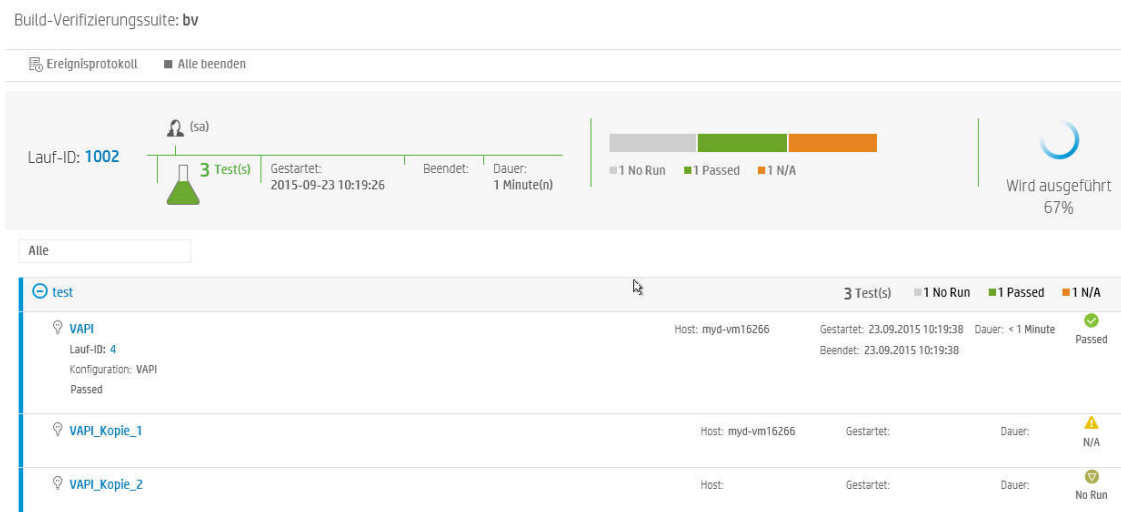 Build-Verifizierungssuite: bv
Ereignisprotokoll Alle beenden
(sa)
Lauf-ID: 1002
3 Test(s)
Gestartet: 2015-09-23 10:19:26
Beendet:
Dauer: 1 Minute(n)
1 No Run 1 Passed 1 N/A
Wird ausgeführt
67%
Alle
test 3 Test(s) 1 No Run 1 Passed 1 N/A
VAPI Host: myd-vm16266 Gestartet: 23.09.2015 10:19:38 Dauer: < 1 Minute Passed
Lauf-ID: 4 Beendet: 23.09.2015 10:19:38
Konfiguration: VAPI
Passed
VAPI_Kopie_1 Host: myd-vm16266 Gestartet: Dauer: N/A
VAPI_Kopie_2 Host: Gestartet: Dauer: No Run